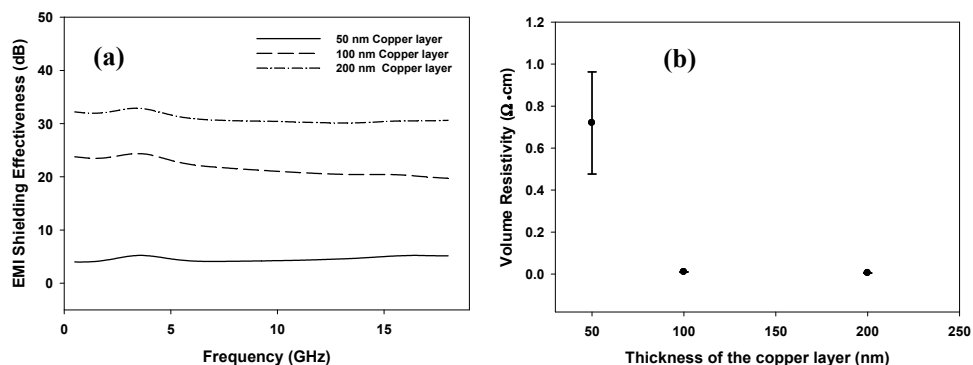 (a)
50 nm Copper layer
100 nm Copper layer
200 nm Copper layer
EMI Shielding Effectiveness (dB)
50
40
30
20
10
0
0
5
10
15
Frequency (GHz)
(b)
Volume Resistivity (Ω•cm)
1.2
1.0
0.8
0.6
0.4
0.2
0.0
50
100
150
200
250
Thickness of the copper layer (nm)